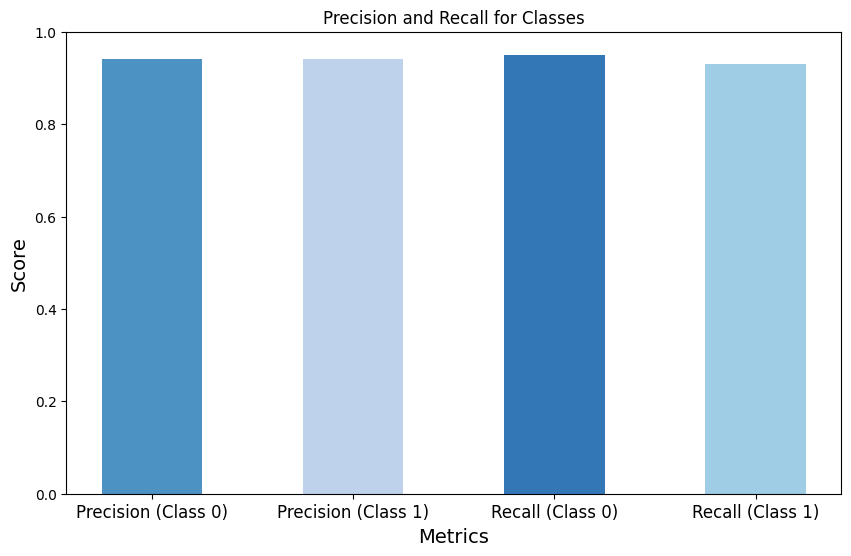 Precision and Recall for Classes
1.0
0.8
0.6
0.4
0.2
0.0
Score
Precision (Class 0)
Precision (Class 1)
Recall (Class 0)
Recall (Class 1)
Metrics